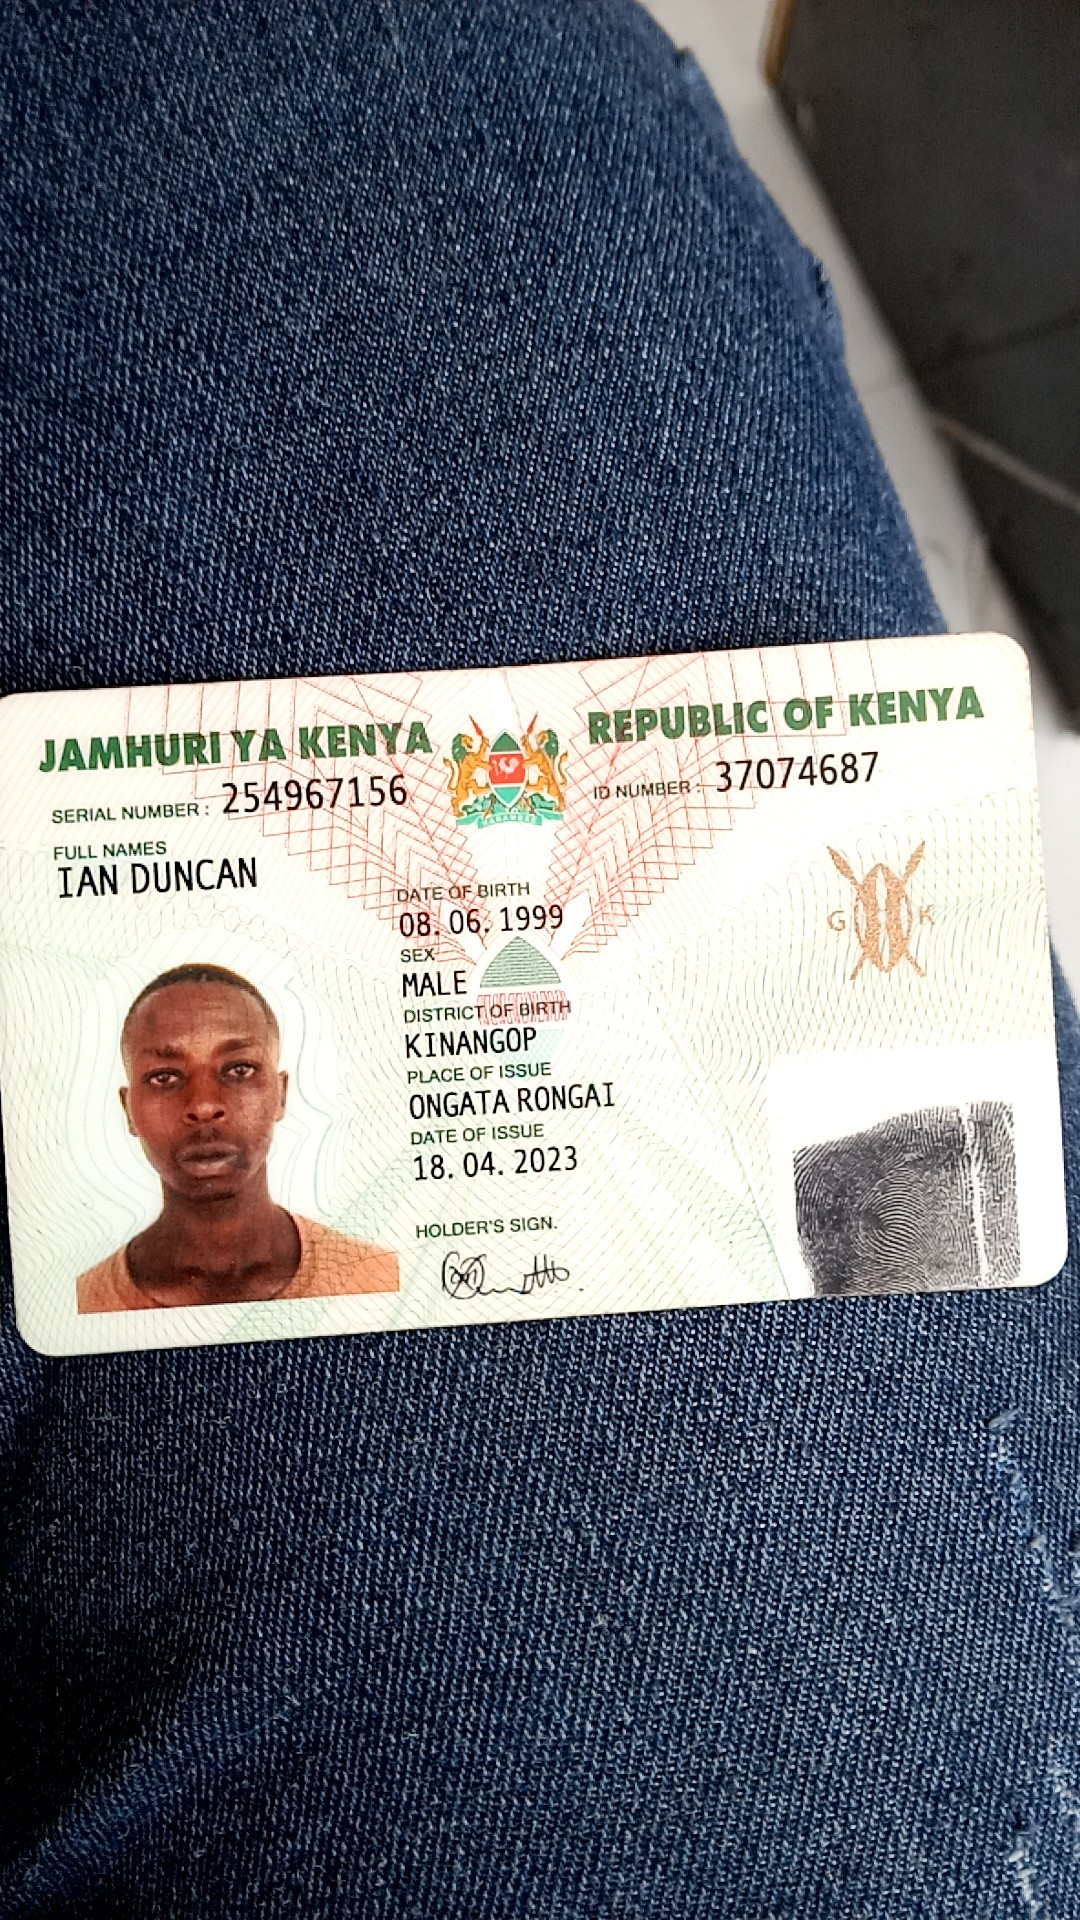 JAMHURI YA KENYA
REPUBLIC OF KENYA
SERIAL NUMBER : 254967156
ID NUMBER : 37074687
FULL NAMES
IAN DUNCAN
DATE OF BIRTH
08. 06. 1999
SEX
MALE
DISTRICT OF BIRTH
KINANGOP
PLACE OF ISSUE
ONGATA RONGAI
DATE OF ISSUE
18. 04. 2023
HOLDER'S SIGN.
G K
HARAMBEE